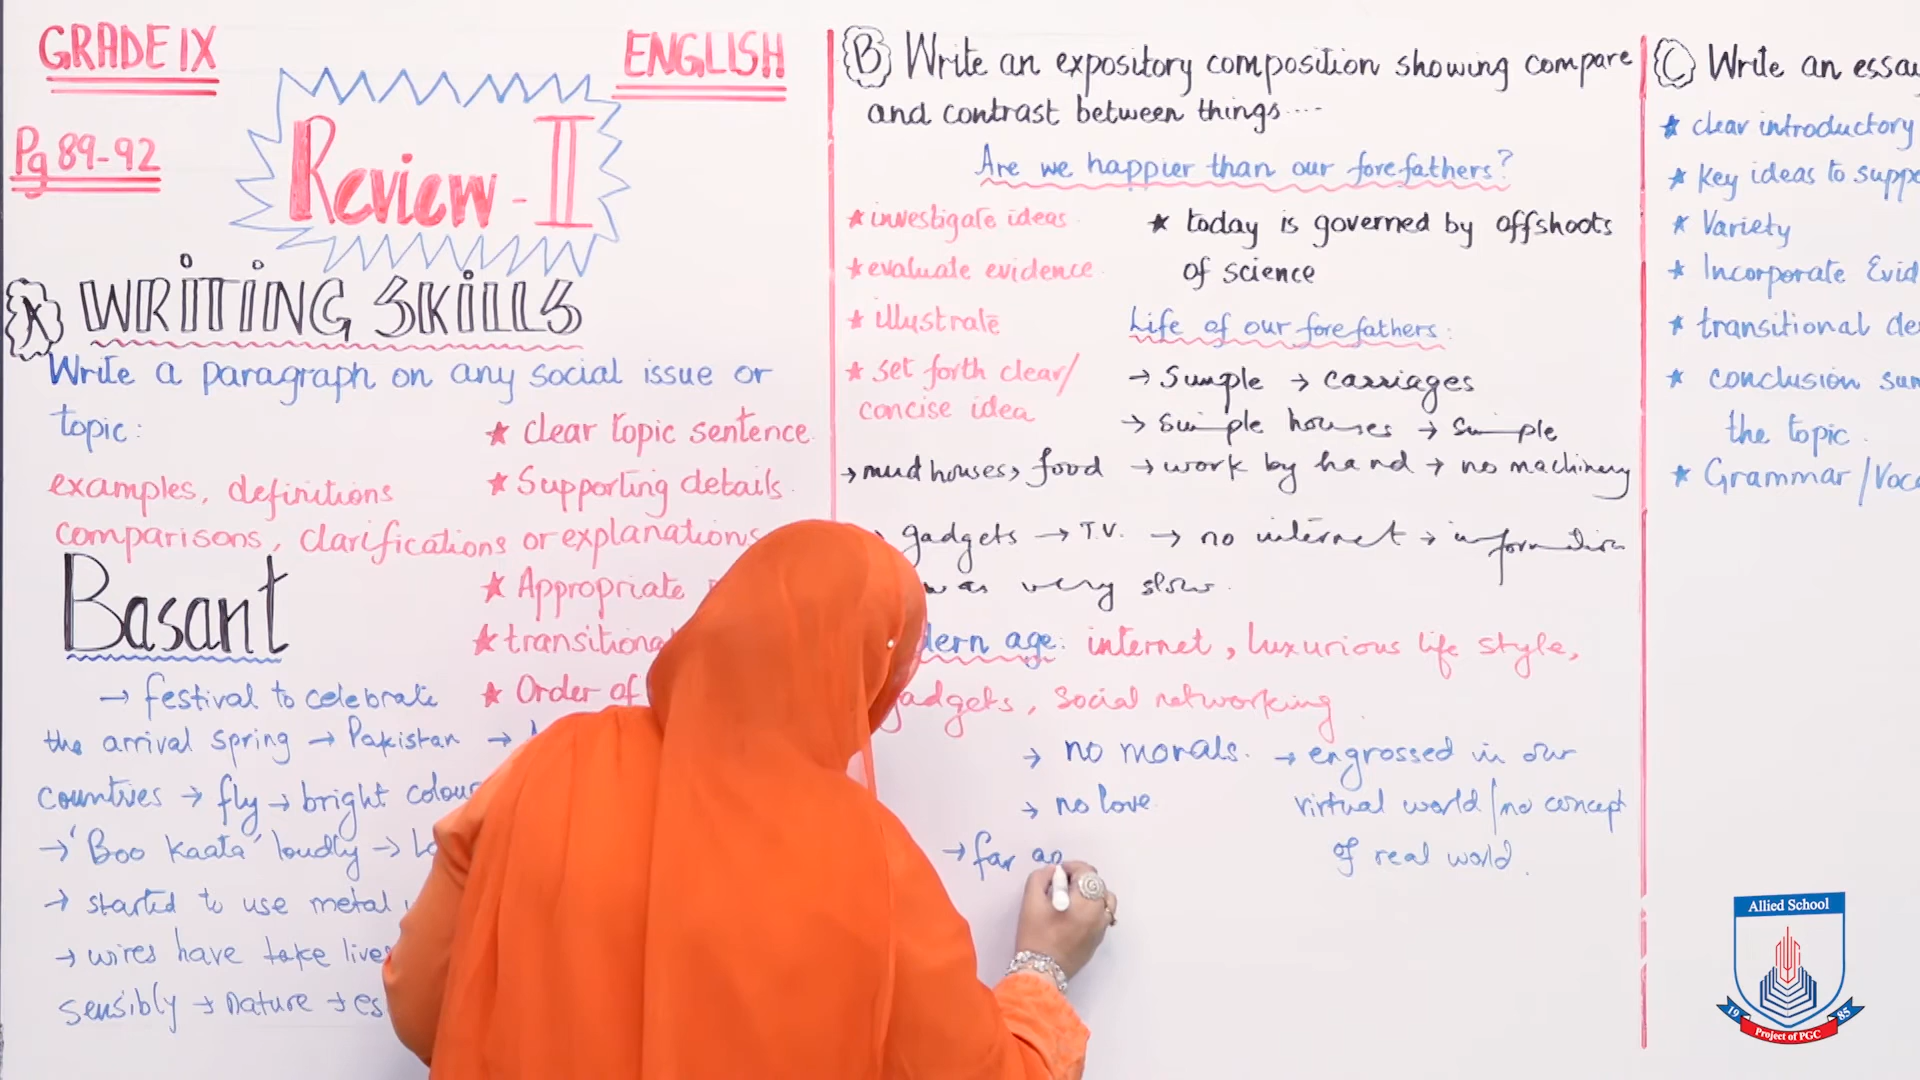 GRADE IX
ENGLISH
Pg 89-92
Review - II
A WRITING SKILLS
Write a paragraph on any social issue or
topic:
★ clear topic sentence
examples, definitions
★ Supporting details
comparisons, clarifications or explanations
Basant
★ Appropriate
★ transitional
→ festival to celebrate
★ Order of
the arrival spring → Pakistan →
countries → fly → bright colou
→ 'Boo Kaata' loudly →
→ started to use metal
→ wires have take lives
sensibly → nature → es
B Write an expository composition showing compare
and contrast between things....
Are we happier than our forefathers?
★ investigate ideas
★ evaluate evidence
★ illustrate
★ set forth clear/
concise idea
★ today is governed by offshoots
of science
Life of our forefathers:
→ Simple → carriages
→ Simple houses → simple
→ mud houses, food → work by hand → no machinery
gadgets → T.V. → no internet → information
was very slow.
dern age: internet, luxurious life style,
gadgets, social networking
→ no morals. → engrossed in our
→ no love. virtual world/no concept
→ far an of real world.
C Write an essay
★ clear introductory
★ Key ideas to suppo
★ Variety
★ Incorporate Evid
★ transitional de
★ conclusion sum
the topic.
★ Grammar/Voca
Allied School
1985
Project of PGC